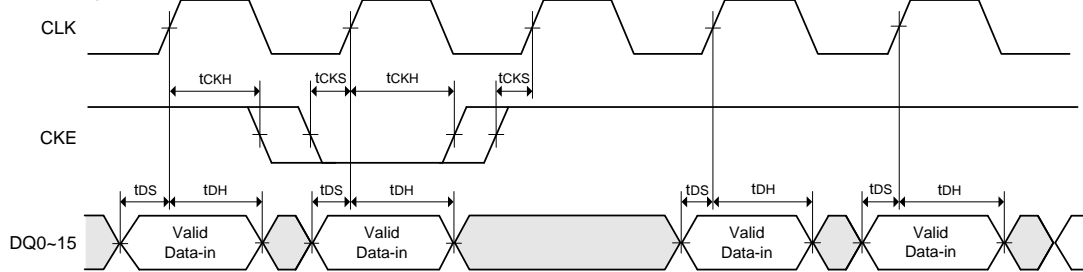 CLK
tCKH tCKS tCKH tCKS
CKE
tDS tDH tDS tDH tDS tDH tDS tDH
DQ0~15
Valid Data-in
Valid Data-in
Valid Data-in
Valid Data-in